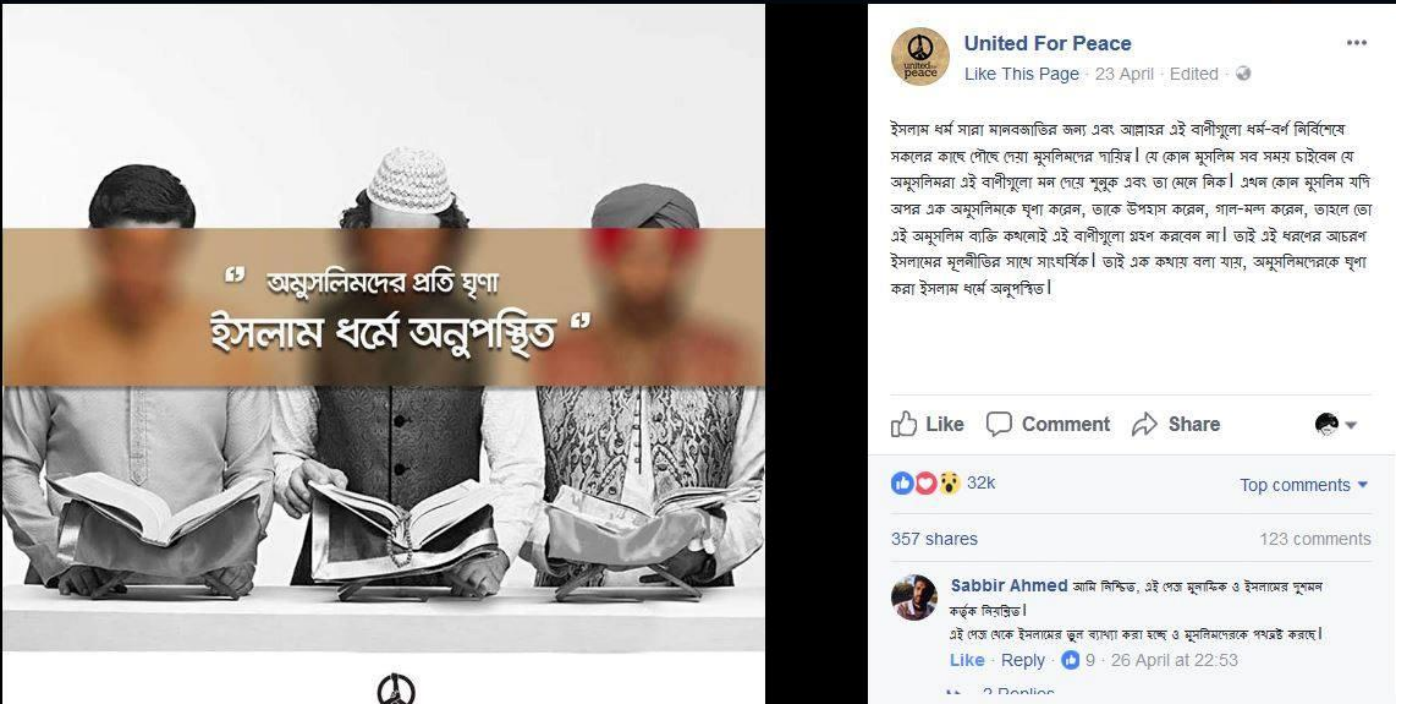 “ অমুসলিমদের প্রতি ঘৃণা
ইসলাম ধর্মে অনুপস্থিত ”
united for
peace
United For Peace
Like This Page · 23 April · Edited ·
ইসলাম ধর্ম সারা মানবজাতির জন্য এবং আল্লাহর এই বাণীগুলো ধর্ম-বর্ণ নির্বিশেষে
সকলের কাছে পৌছে দেয়া মুসলিমদের দায়িত্ব। যে কোন মুসলিম সব সময় চাইবেন যে
অমুসলিমরা এই বাণীগুলো মন দেয়ে শুনুক এবং তা মেনে নিক। এখন কোন মুসলিম যদি
অপর এক অমুসলিমকে ঘৃণা করেন, তাকে উপহাস করেন, গাল-মন্দ করেন, তাহলে তো
এই অমুসলিম ব্যক্তি কখনোই এই বাণীগুলো গ্রহণ করবেন না। তাই এই ধরণের আচরণ
ইসলামের মূলনীতির সাথে সাংঘর্ষিক। তাই এক কথায় বলা যায়, অমুসলিমদেরকে ঘৃণা
করা ইসলাম ধর্মে অনুপস্থিত।
Like Comment Share
32k Top comments
357 shares 123 comments
Sabbir Ahmed আমি নিশ্চিত, এই পেজ মুনাফিক ও ইসলামের দুশমন
কর্তৃক নিয়ন্ত্রিত।
এই পেজ থেকে ইসলামের ভুল ব্যাখ্যা করা হচ্ছে ও মুসলিমদেরকে পথভ্রষ্ট করছে।
Like · Reply · 9 · 26 April at 22:53
2 Replies